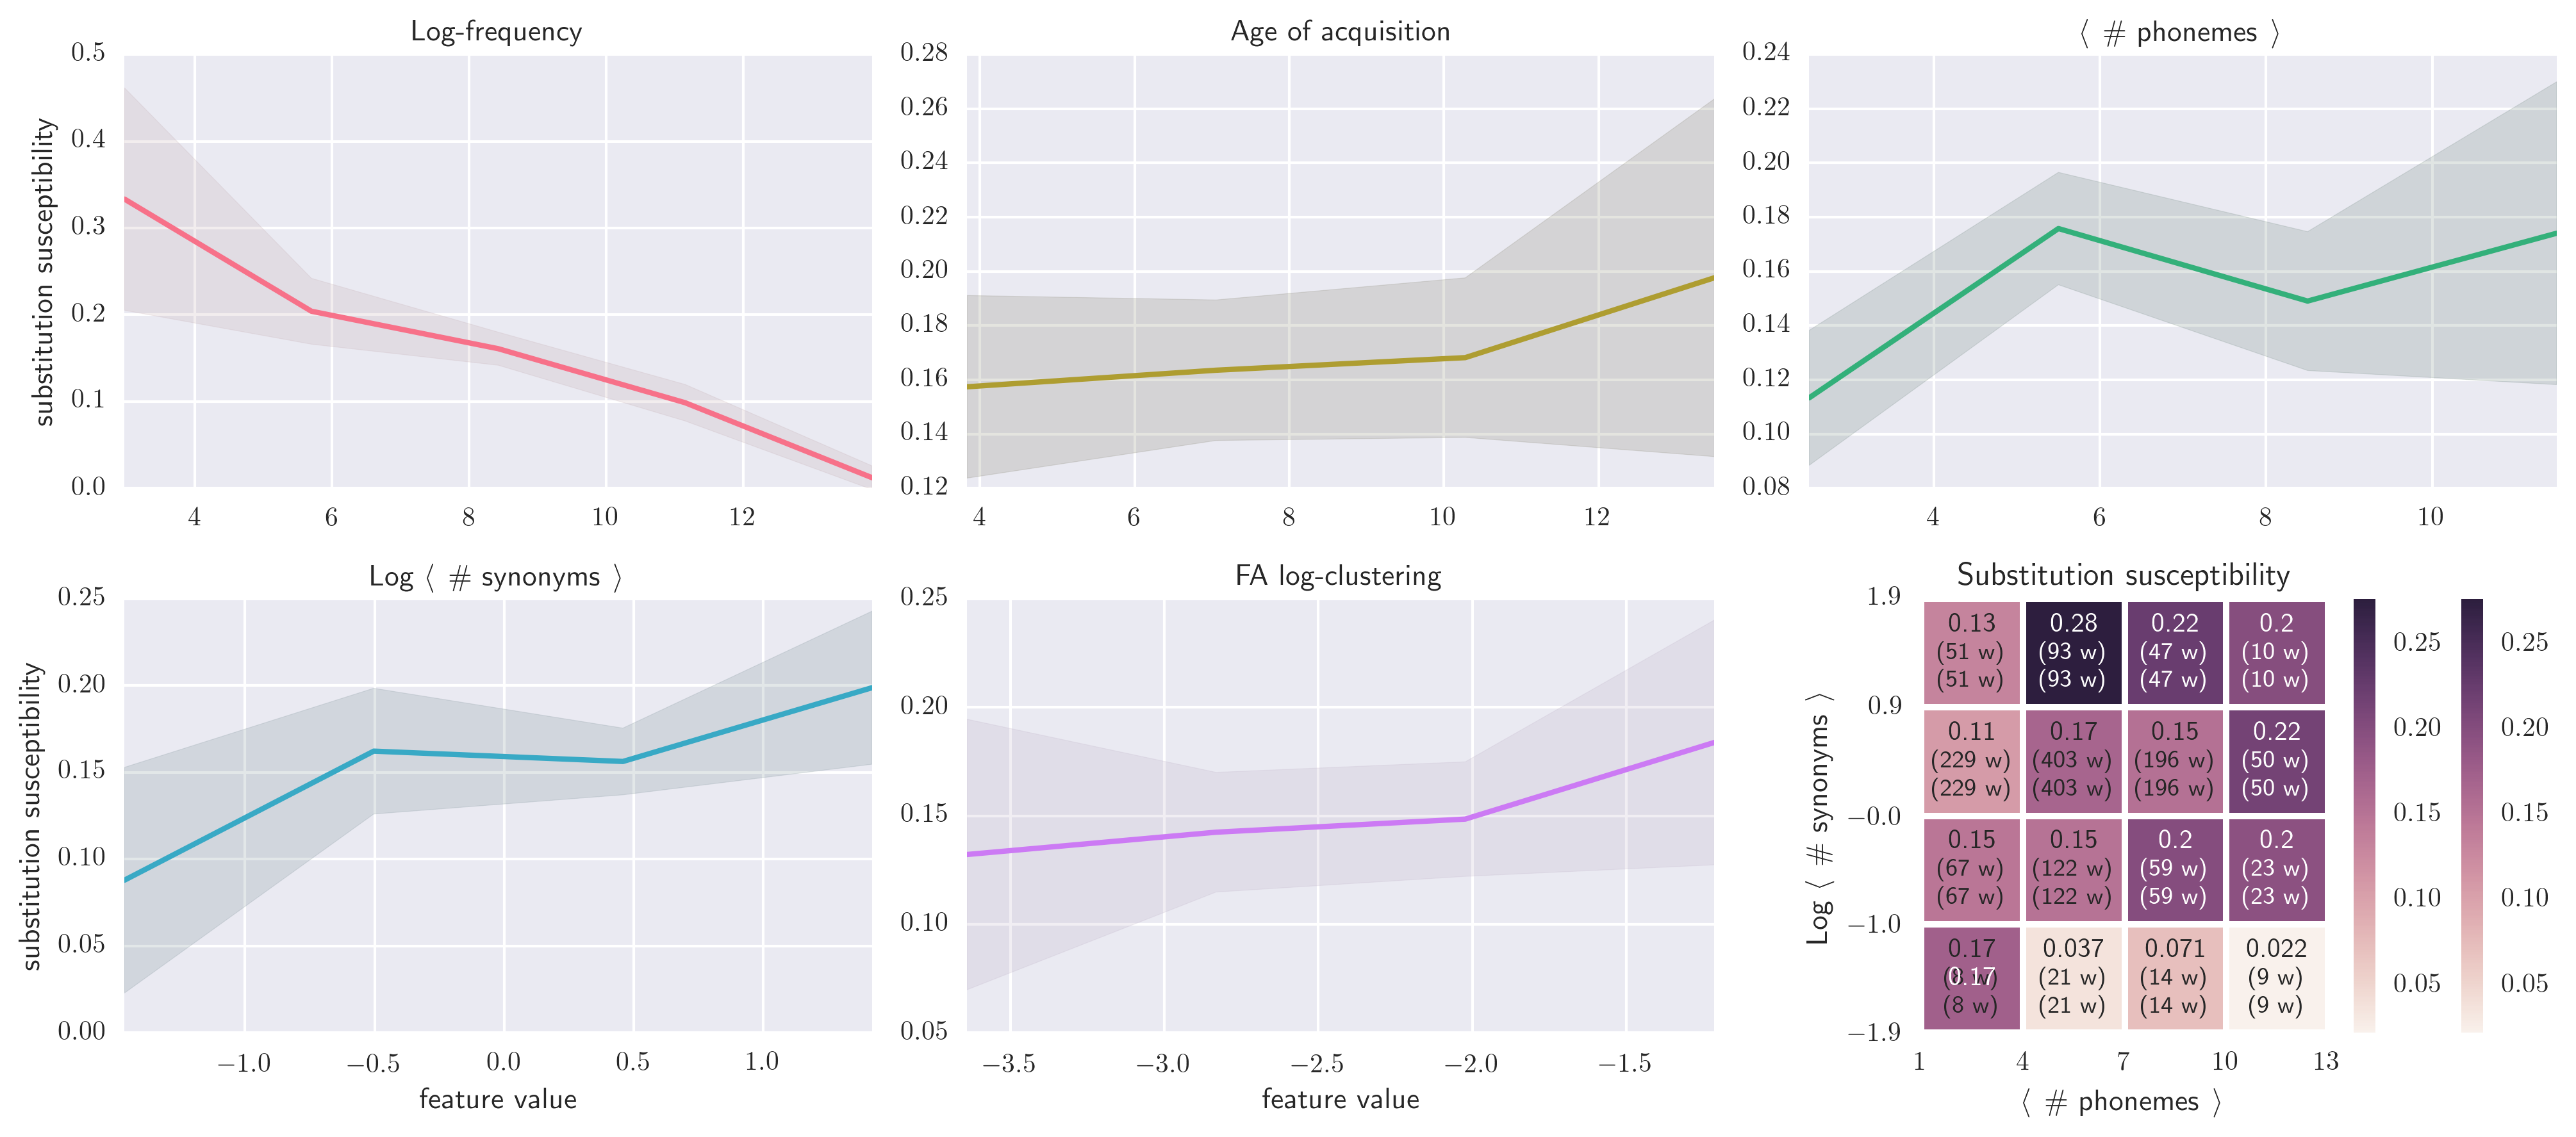 Log-frequency
substitution susceptibility
0.5
0.4
0.3
0.2
0.1
0.0
4 6 8 10 12
Age of acquisition
0.28
0.26
0.24
0.22
0.20
0.18
0.16
0.14
0.12
4 6 8 10 12
⟨ # phonemes ⟩
0.24
0.22
0.20
0.18
0.16
0.14
0.12
0.10
0.08
4 6 8 10
Log ⟨ # synonyms ⟩
substitution susceptibility
0.25
0.20
0.15
0.10
0.05
0.00
−1.0 −0.5 0.0 0.5 1.0
feature value
FA log-clustering
0.25
0.20
0.15
0.10
0.05
−3.5 −3.0 −2.5 −2.0 −1.5
feature value
Substitution susceptibility
Log ⟨ # synonyms ⟩
1.9
0.9
−0.0
−1.0
−1.9
0.13 0.28 0.22 0.2
(51 w) (93 w) (47 w) (10 w)
(51 w) (93 w) (47 w) (10 w)
0.11 0.17 0.15 0.22
(229 w) (403 w) (196 w) (50 w)
(229 w) (403 w) (196 w) (50 w)
0.15 0.15 0.2 0.2
(67 w) (122 w) (59 w) (23 w)
(67 w) (122 w) (59 w) (23 w)
0.17 0.037 0.071 0.022
(8 w) (21 w) (14 w) (9 w)
0.17
(8 w) (21 w) (14 w) (9 w)
1 4 7 10 13
⟨ # phonemes ⟩
0.25 0.25
0.20 0.20
0.15 0.15
0.10 0.10
0.05 0.05